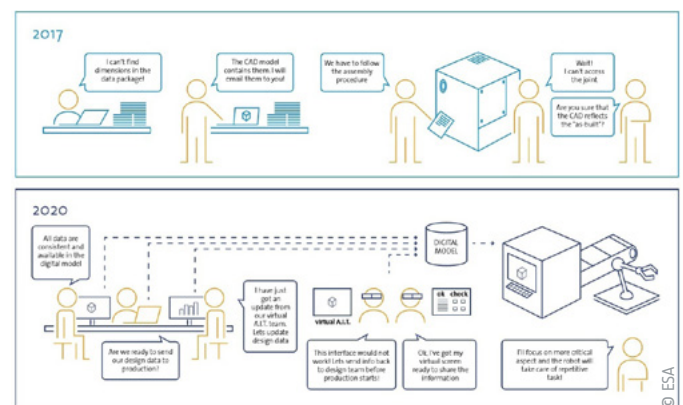 2017
I can't find
dimensions in the
data package!
The CAD model
contains them. I will
email them to you!
We have to follow
the assembly
procedure
Wait!
I can't access
the joint
Are you sure that
the CAD reflects
the "as-built"?
2020
All data are
consistent and
available in the
digital model
Are we ready to send
our design data to
production!
I have just
got an
update from
our virtual
A.I.T. team.
Lets update
design data
DIGITAL
MODEL
virtual A.I.T.
ok check
This interface would not
work! Lets send info back
to design team before
production starts!
Ok, I've got my
virtual screen
ready to share the
information
I'll focus on more critical
aspect and the robot will
take care of repetitive
task!
© ESA